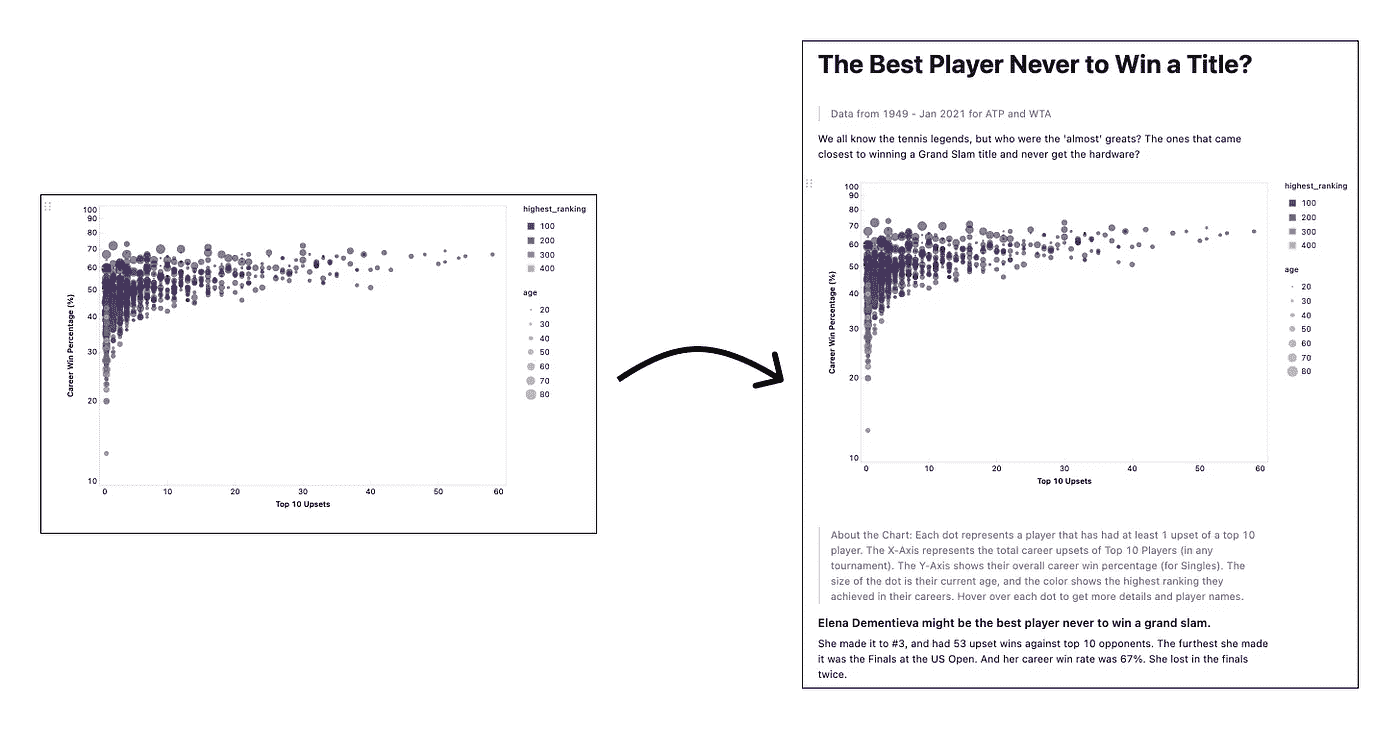 100
90
80
70
60
50
40
30
20
10
Career Win Percentage (%)
0 10 20 30 40 50 60
Top 10 Upsets
highest_ranking
100
200
300
400
age
20
30
40
50
60
70
80
The Best Player Never to Win a Title?
Data from 1949 - Jan 2021 for ATP and WTA
We all know the tennis legends, but who were the 'almost' greats? The ones that came
closest to winning a Grand Slam title and never get the hardware?
100
90
80
70
60
50
40
30
20
10
Career Win Percentage (%)
0 10 20 30 40 50 60
Top 10 Upsets
highest_ranking
100
200
300
400
age
20
30
40
50
60
70
80
About the Chart: Each dot represents a player that has had at least 1 upset of a top 10
player. The X-Axis represents the total career upsets of Top 10 Players (in any
tournament). The Y-Axis shows their overall career win percentage (for Singles). The
size of the dot is their current age, and the color shows the highest ranking they
achieved in their careers. Hover over each dot to get more details and player names.
Elena Dementieva might be the best player never to win a grand slam.
She made it to #3, and had 53 upset wins against top 10 opponents. The furthest she made
it was the Finals at the US Open. And her career win rate was 67%. She lost in the finals
twice.